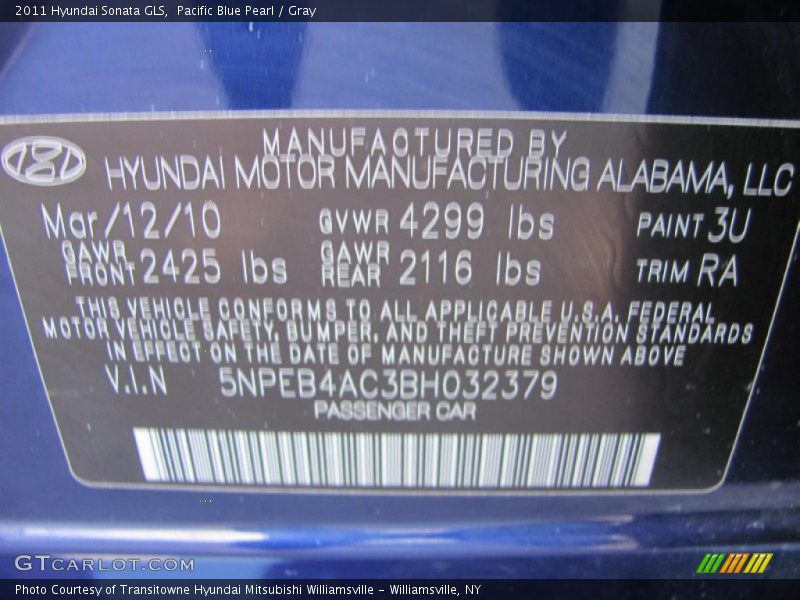 2011 Hyundai Sonata GLS,  Pacific Blue Pearl / Gray
MANUFACTURED BY
HYUNDAI MOTOR MANUFACTURING ALABAMA, LLC
Mar/12/10 GVWR 4299 lbs PAINT 3U
GAWR FRONT 2425 lbs GAWR REAR 2116 lbs TRIM RA
THIS VEHICLE CONFORMS TO ALL APPLICABLE U.S.A. FEDERAL
MOTOR VEHICLE SAFETY, BUMPER, AND THEFT PREVENTION STANDARDS
IN EFFECT ON THE DATE OF MANUFACTURE SHOWN ABOVE
V.I.N 5NPEB4AC3BH032379
PASSENGER CAR
GTCARLOT.COM
Photo Courtesy of Transitowne Hyundai Mitsubishi Williamsville - Williamsville, NY